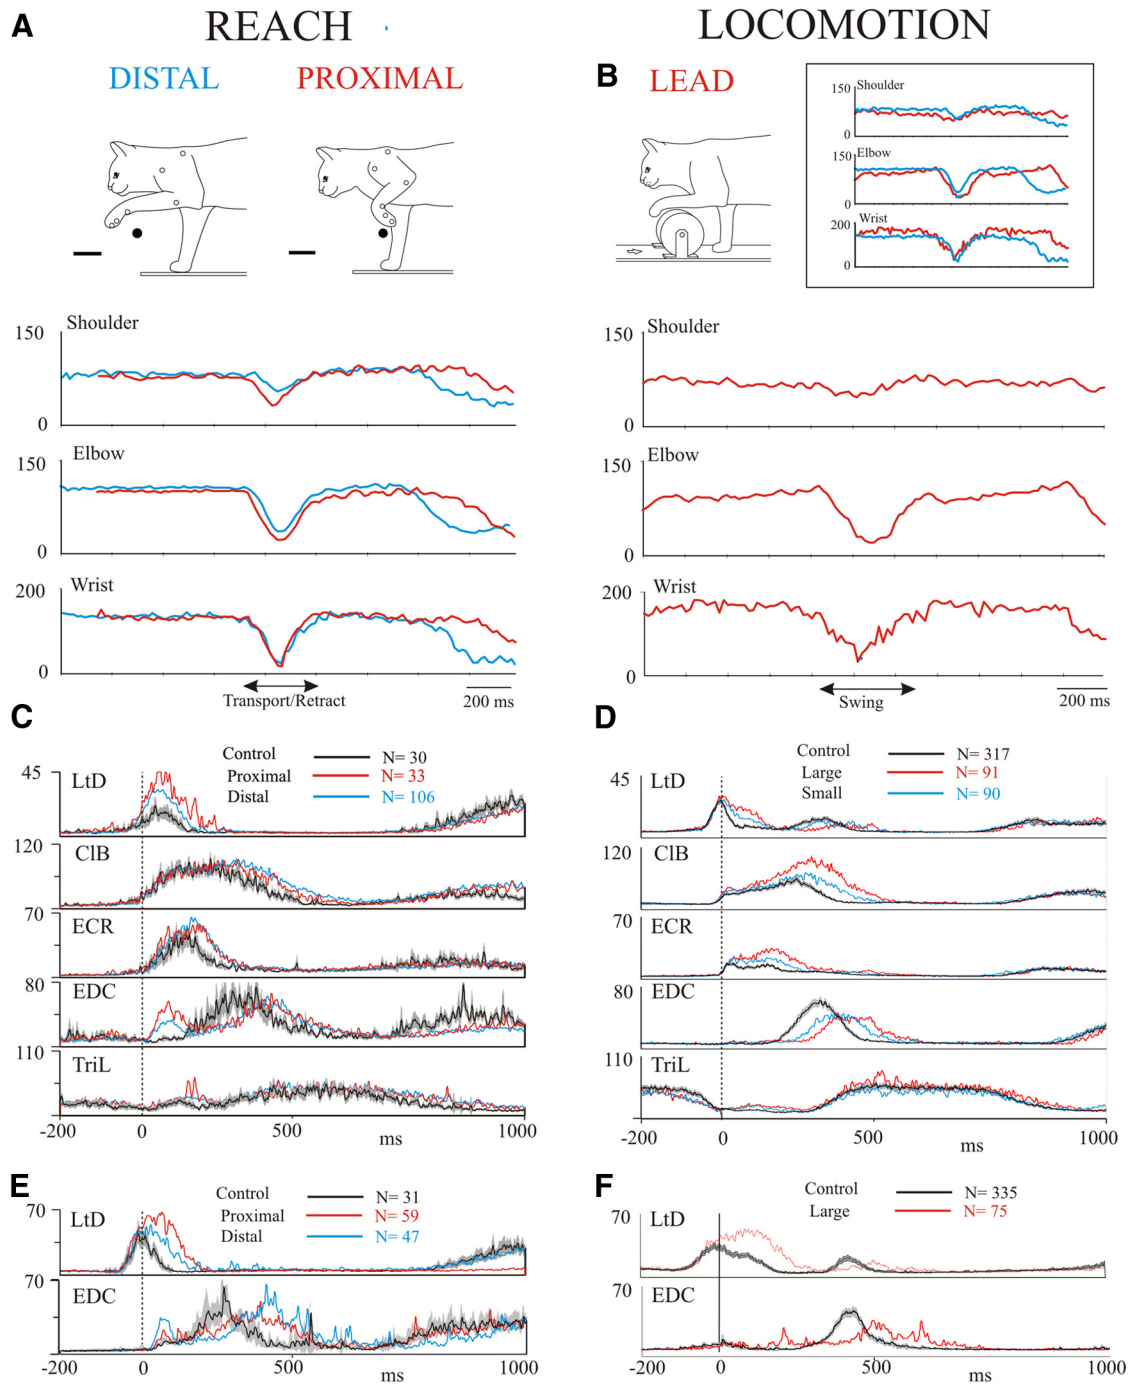 A
REACH
LOCOMOTION
DISTAL
PROXIMAL
B
LEAD
150
Shoulder
0
150
Elbow
0
200
Wrist
0
150
Shoulder
0
150
Elbow
0
200
Wrist
0
Transport/Retract
200 ms
150
Shoulder
0
150
Elbow
0
200
Wrist
0
Swing
200 ms
C
Control N= 30
Proximal N= 33
Distal N= 106
45
LtD
120
ClB
70
ECR
80
EDC
110
TriL
-200 0 500 ms 1000
D
Control N= 317
Large N= 91
Small N= 90
45
LtD
120
ClB
70
ECR
80
EDC
110
TriL
-200 0 500 ms 1000
E
Control N= 31
Proximal N= 59
Distal N= 47
70
LtD
70
EDC
-200 0 500 ms 1000
F
Control N= 335
Large N= 75
70
LtD
70
EDC
-200 0 500 ms 1000